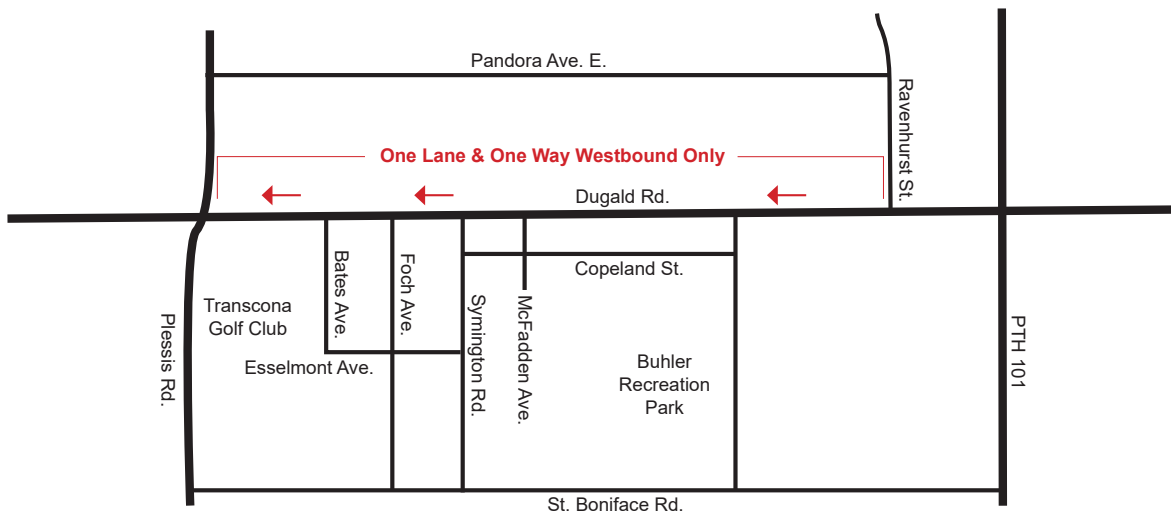 Pandora Ave. E.
Ravenhurst St.
One Lane & One Way Westbound Only
Dugald Rd.
Bates Ave.
Foch Ave.
Symington Rd.
McFadden Ave.
Copeland St.
Transcona
Golf Club
Plessis Rd.
Esselmont Ave.
Buhler
Recreation
Park
PTH 101
St. Boniface Rd.